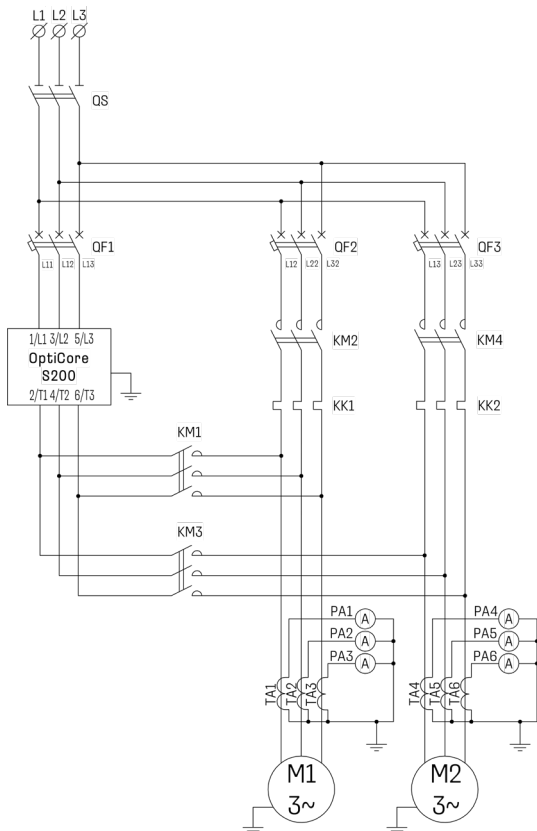 L1 L2 L3
QS
QF1 QF2 QF3
L11 L12 L13 L12 L22 L32 L13 L23 L33
1/L1 3/L2 5/L3
OptiCore
S200
2/T1 4/T2 6/T3
KM2 KM4
KK1 KK2
KM1
KM3
PA1 A PA4 A
PA2 A PA5 A
PA3 A PA6 A
TA1 TA2 TA3 TA4 TA5 TA6
M1 M2
3~ 3~